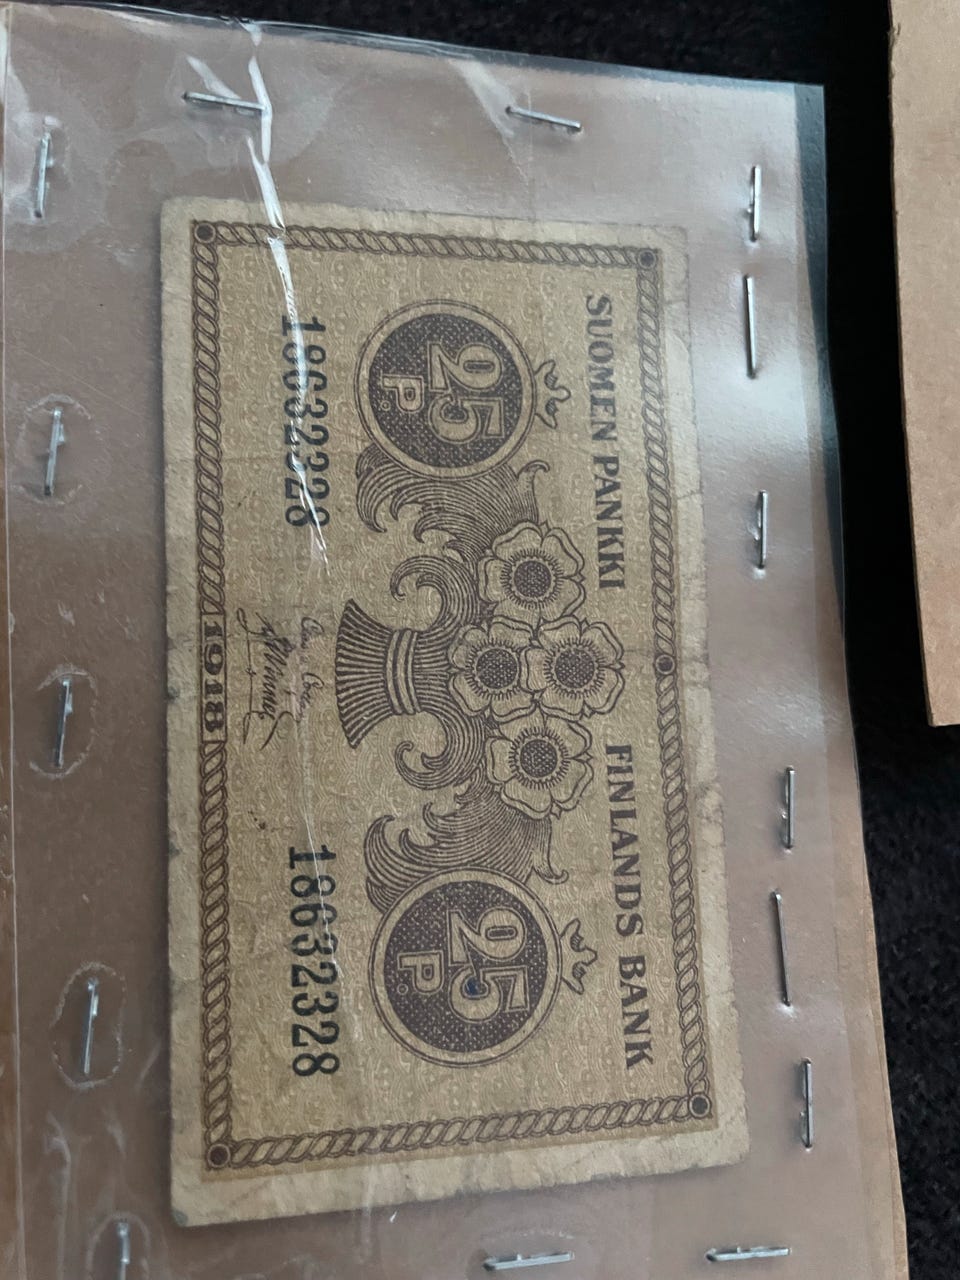 SUOMEN PANKKI FINLANDS BANK
25 25
P. P.
18632328 18632328
1918